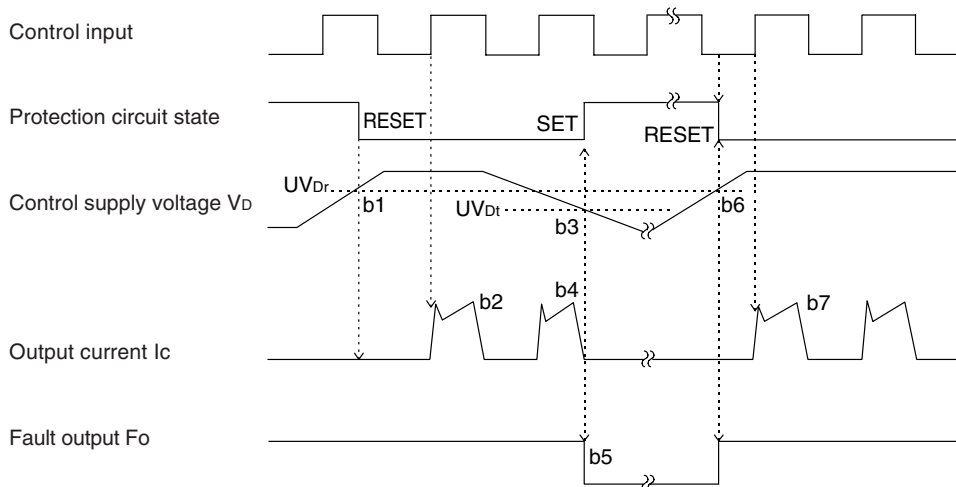 Control input
Protection circuit state
RESET
SET
RESET
Control supply voltage VD
UVDr
b1
UVDt
b3
b6
Output current Ic
b2
b4
b7
Fault output Fo
b5